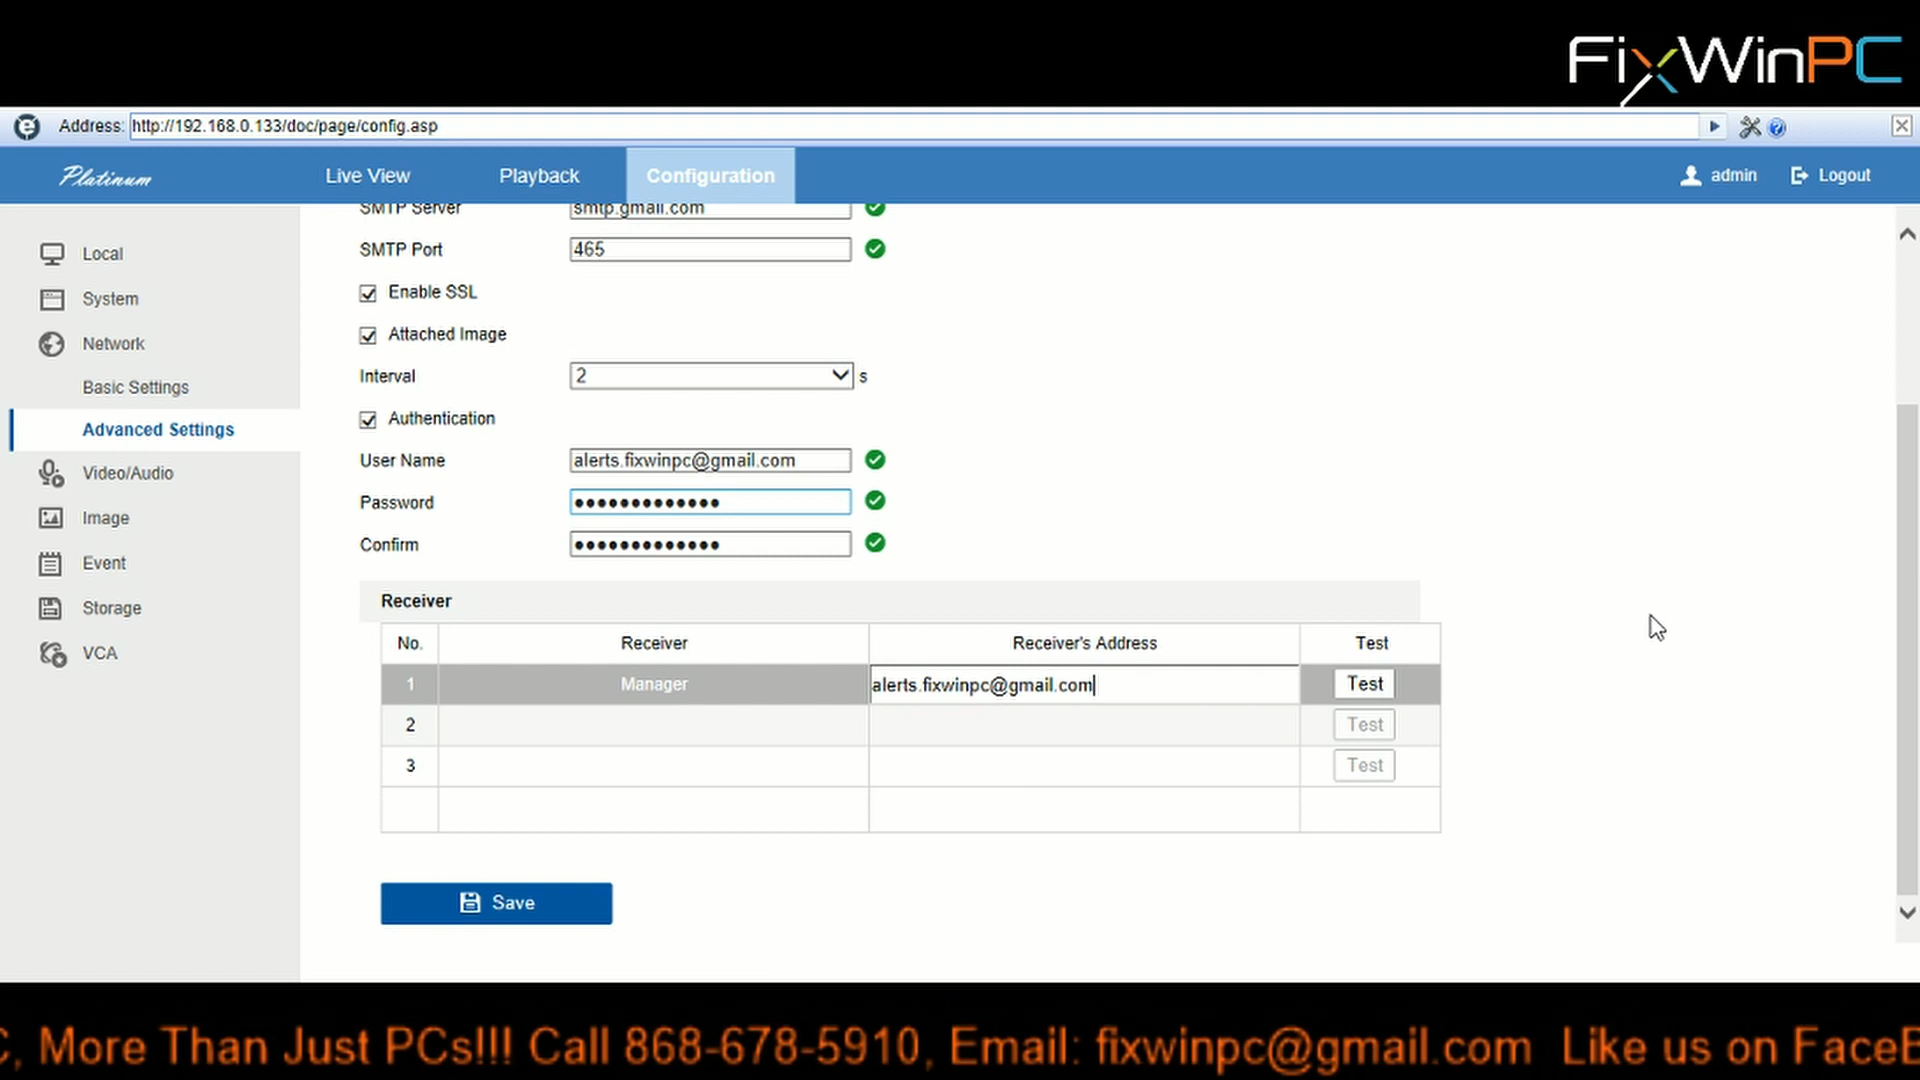 FixWinPC
Address: http://192.168.0.133/doc/page/config.asp
Platinum
Live View
Playback
Configuration
admin
Logout
Local
System
Network
Basic Settings
Advanced Settings
Video/Audio
Image
Event
Storage
VCA
SMTP Server smtp.gmail.com
SMTP Port 465
Enable SSL
Attached Image
Interval 2 s
Authentication
User Name alerts.fixwinpc@gmail.com
Password •••••••••••••
Confirm •••••••••••••
Receiver
No. Receiver Receiver's Address Test
1 Manager alerts.fixwinpc@gmail.com Test
2 Test
3 Test
Save
C, More Than Just PCs!!! Call 868-678-5910, Email: fixwinpc@gmail.com Like us on FaceB